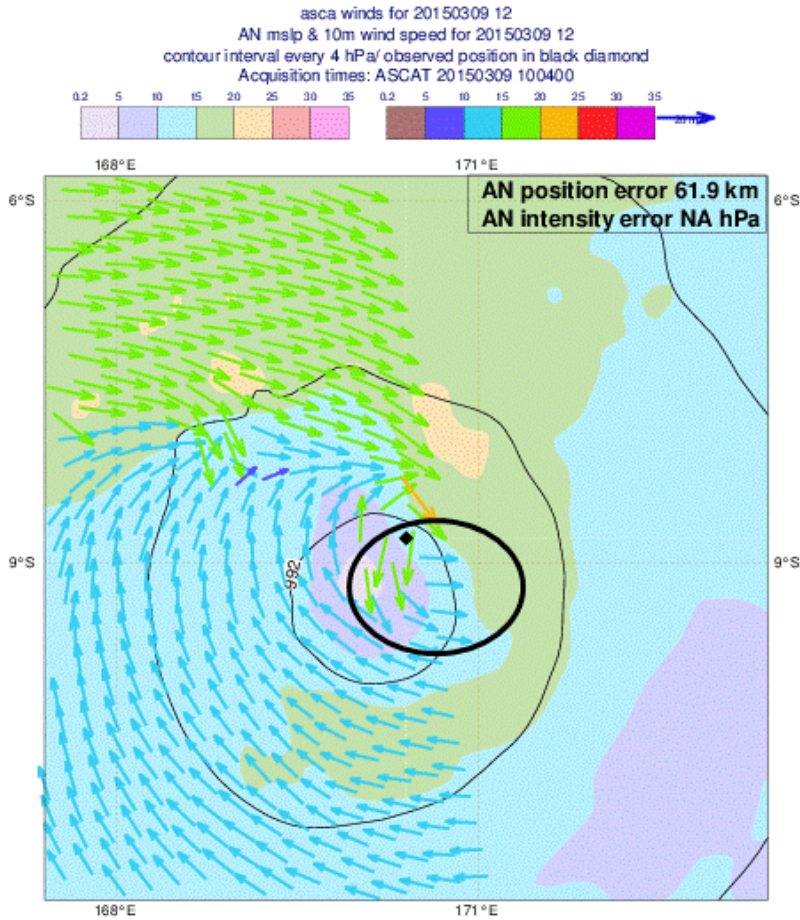 asca winds for 20150309 12
AN mslp & 10m wind speed for 20150309 12
contour interval every 4 hPa/ observed position in black diamond
Acquisition times: ASCAT 20150309 100400
0.2 5 10 15 20 25 30 35 0.2 5 10 15 20 25 30 35
168°E 171°E
AN position error 61.9 km
AN intensity error NA hPa
6°S 6°S
9°S 9°S
992
168°E 171°E